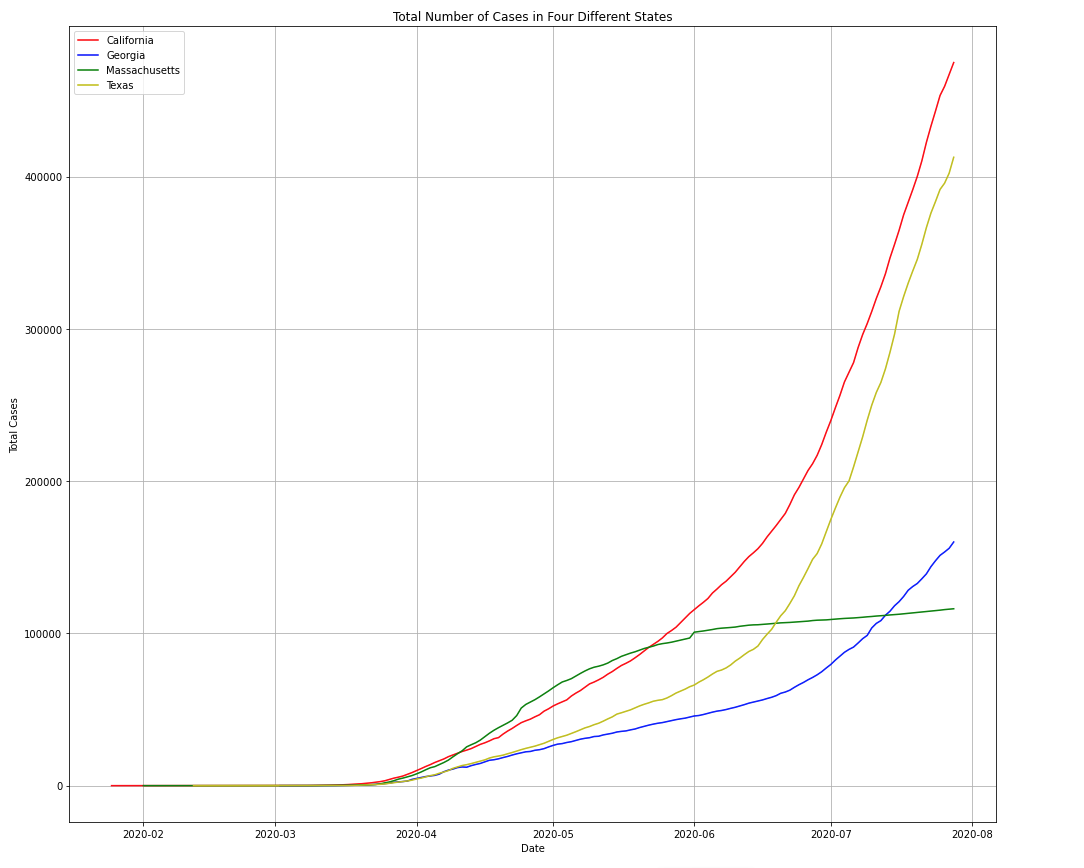 Total Number of Cases in Four Different States
California
Georgia
Massachusetts
Texas
400000
300000
200000
100000
0
Total Cases
2020-02 2020-03 2020-04 2020-05 2020-06 2020-07 2020-08
Date